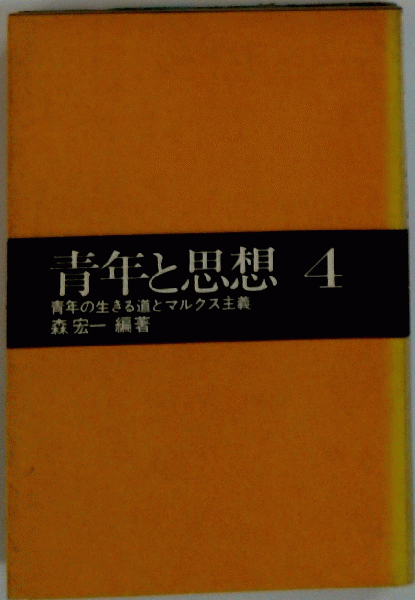 青年と思想 4
青年の生きる道とマルクス主義
森宏一 編著